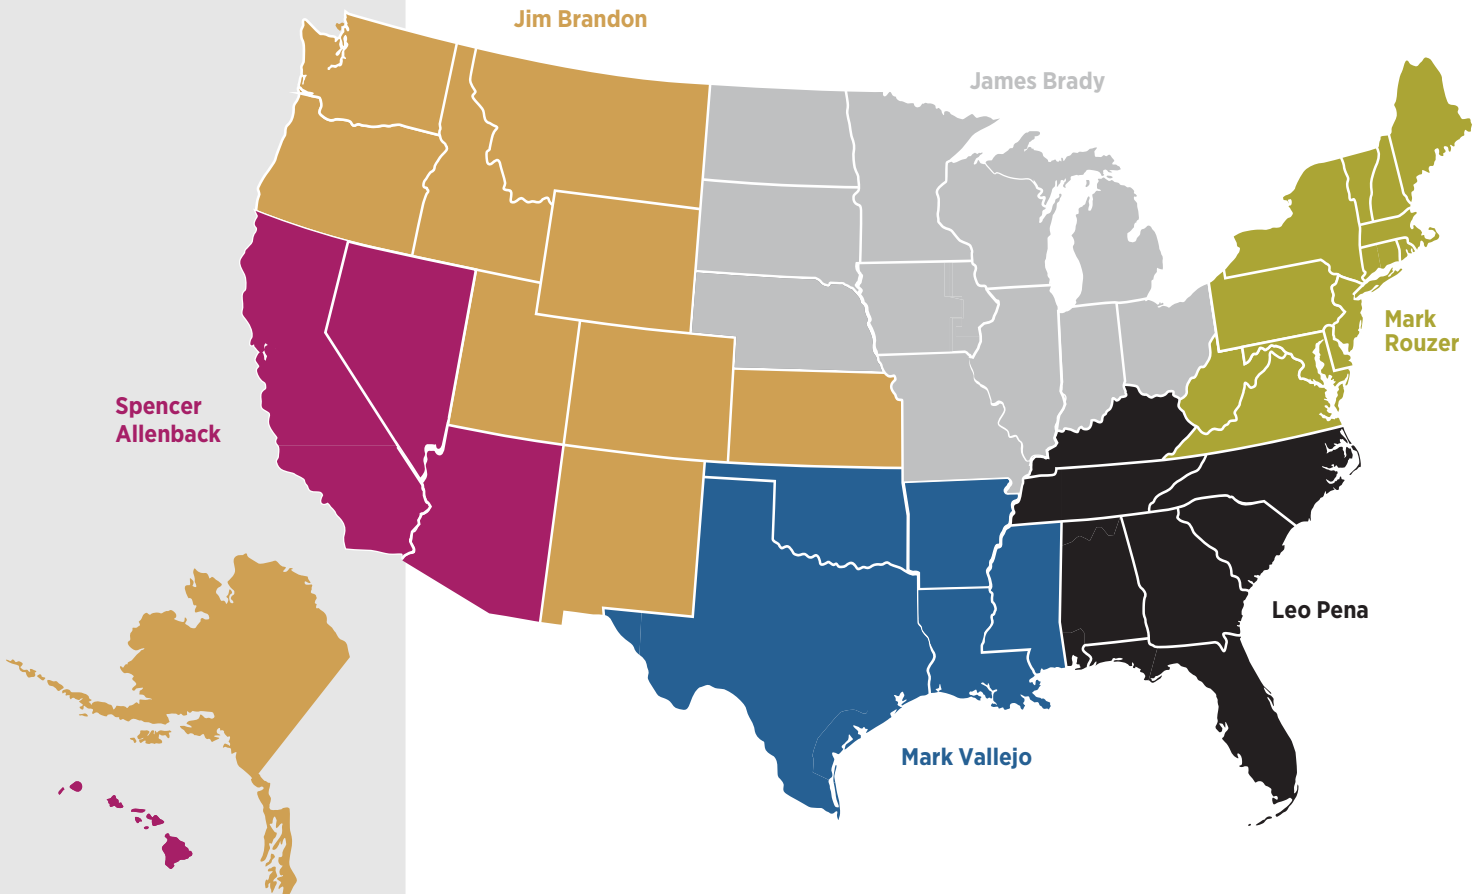 Jim Brandon
James Brady
Mark
Rouzer
Spencer
Allenback
Leo Pena
Mark Vallejo